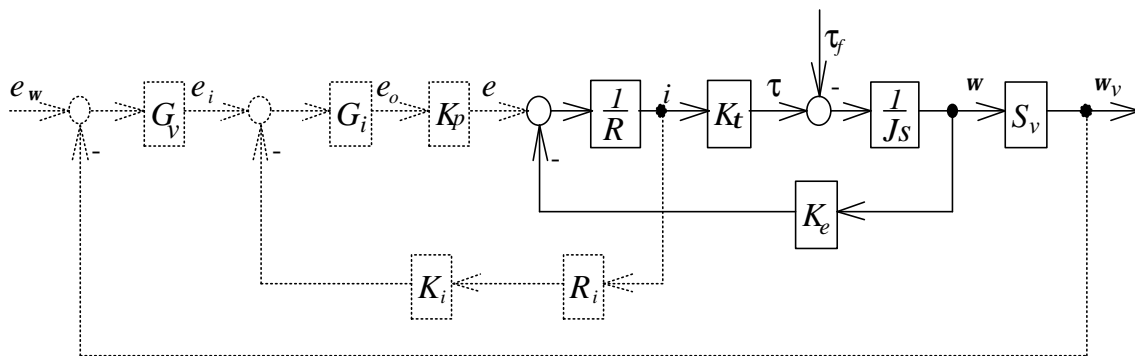 τ_f
e_w G_v e_i G_i e_o K_p e 1/R i K_t τ - 1/Js w S_v w_v
- - -
K_e
K_i R_i